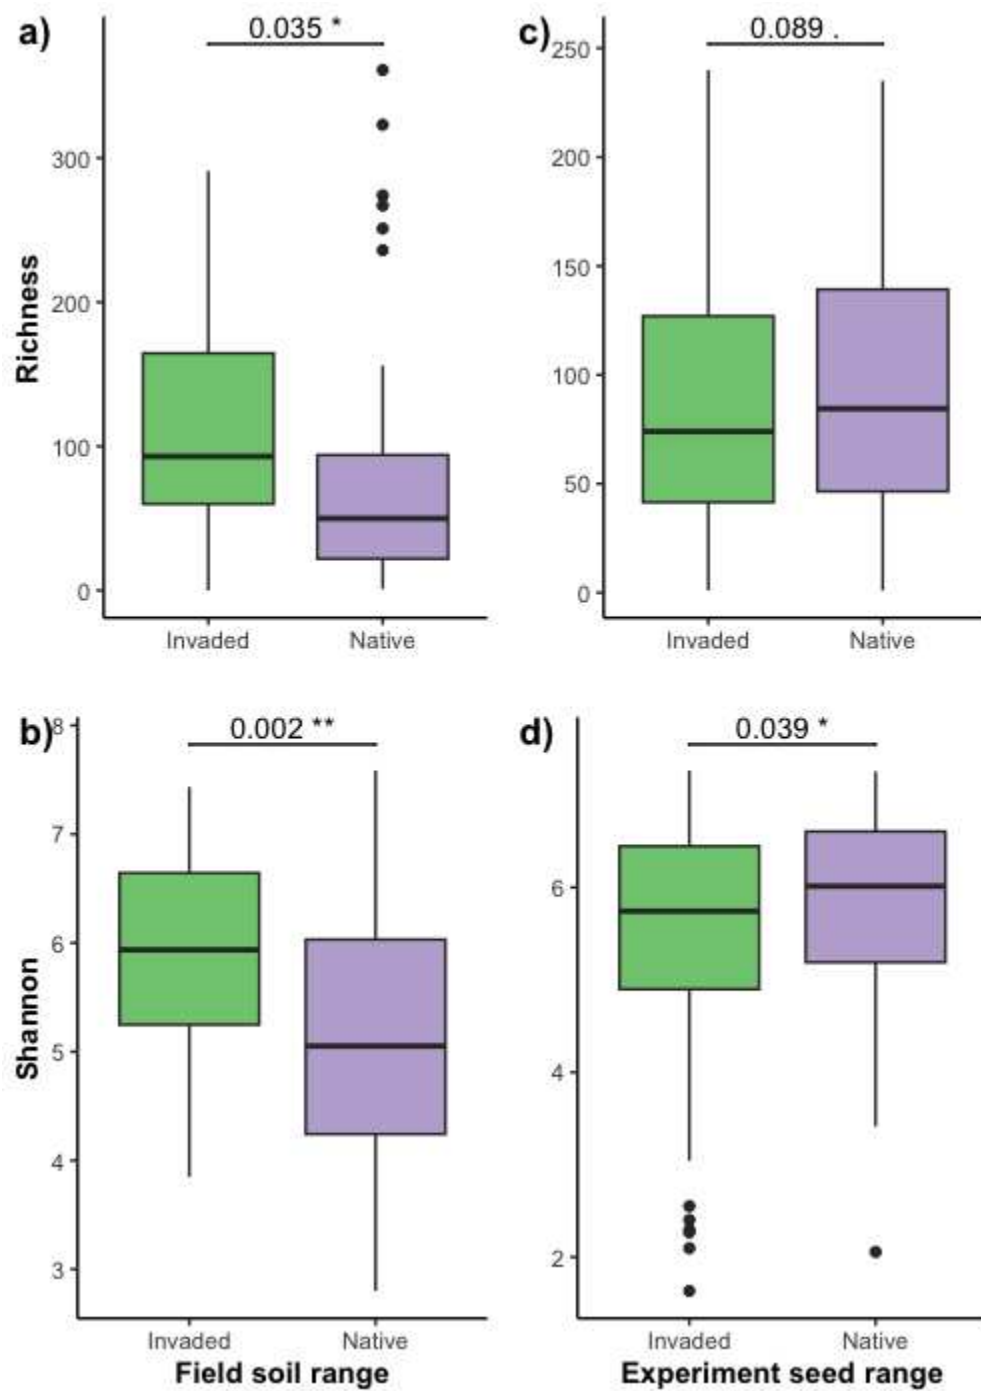 a)
0.035 *
Richness
300
200
100
0
Invaded Native
c)
0.089 .
250
200
150
100
50
0
Invaded Native
b)
0.002 **
Shannon
8
7
6
5
4
3
Invaded Native
Field soil range
d)
0.039 *
6
4
2
Invaded Native
Experiment seed range